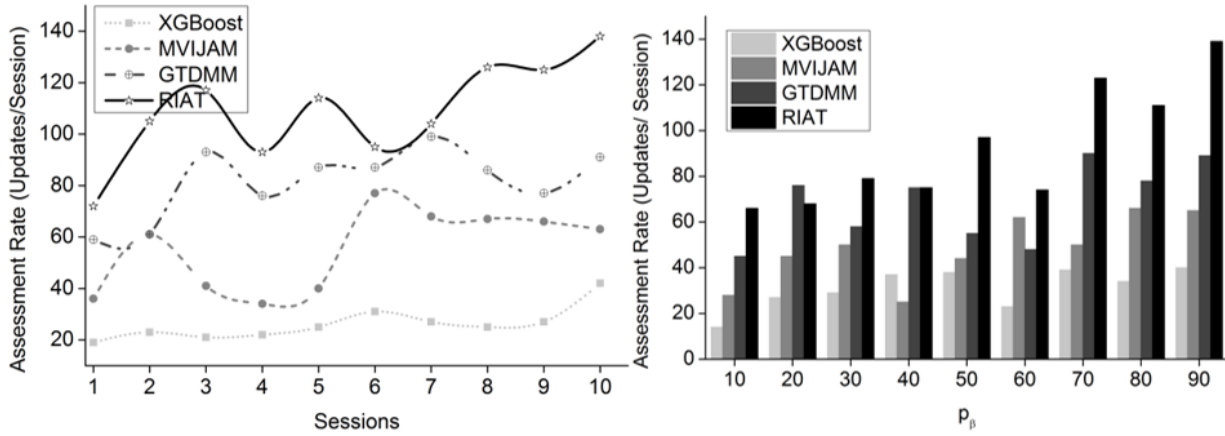 Assessment Rate (Updates/Session)
140
120
100
80
60
40
20
XGBoost
MVIJAM
GTDMM
RIAT
1 2 3 4 5 6 7 8 9 10
Sessions
Assessment Rate (Updates/ Session)
140
120
100
80
60
40
20
0
XGBoost
MVIJAM
GTDMM
RIAT
10 20 30 40 50 60 70 80 90
pβ